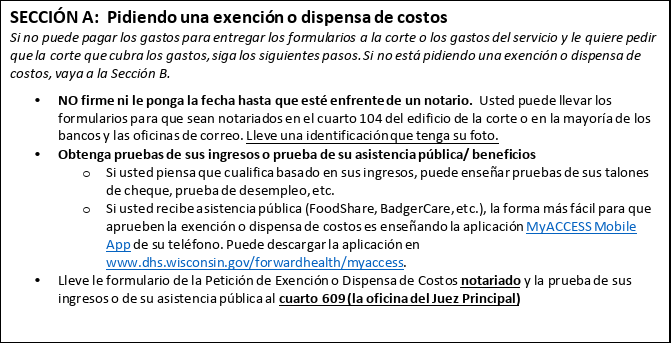 SECCIÓN A:  Pidiendo una exención o dispensa de costos
Si no puede pagar los gastos para entregar los formularios a la corte o los gastos del servicio y le quiere pedir
que la corte que cubra los gastos, siga los siguientes pasos. Si no está pidiendo una exención o dispensa de
costos, vaya a la Sección B.
• NO firme ni le ponga la fecha hasta que esté enfrente de un notario.  Usted puede llevar los
formularios para que sean notariados en el cuarto 104 del edificio de la corte o en la mayoría de los
bancos y las oficinas de correo. Lleve una identificación que tenga su foto.
• Obtenga pruebas de sus ingresos o prueba de su asistencia pública/ beneficios
o Si usted piensa que cualifica basado en sus ingresos, puede enseñar pruebas de sus talones
de cheque, prueba de desempleo, etc.
o Si usted recibe asistencia pública (FoodShare, BadgerCare, etc.), la forma más fácil para que
aprueben la exención o dispensa de costos es enseñando la aplicación MyACCESS Mobile
App de su teléfono. Puede descargar la aplicación en
www.dhs.wisconsin.gov/forwardhealth/myaccess.
• Lleve le formulario de la Petición de Exención o Dispensa de Costos notariado y la prueba de sus
ingresos o de su asistencia pública al cuarto 609 (la oficina del Juez Principal)